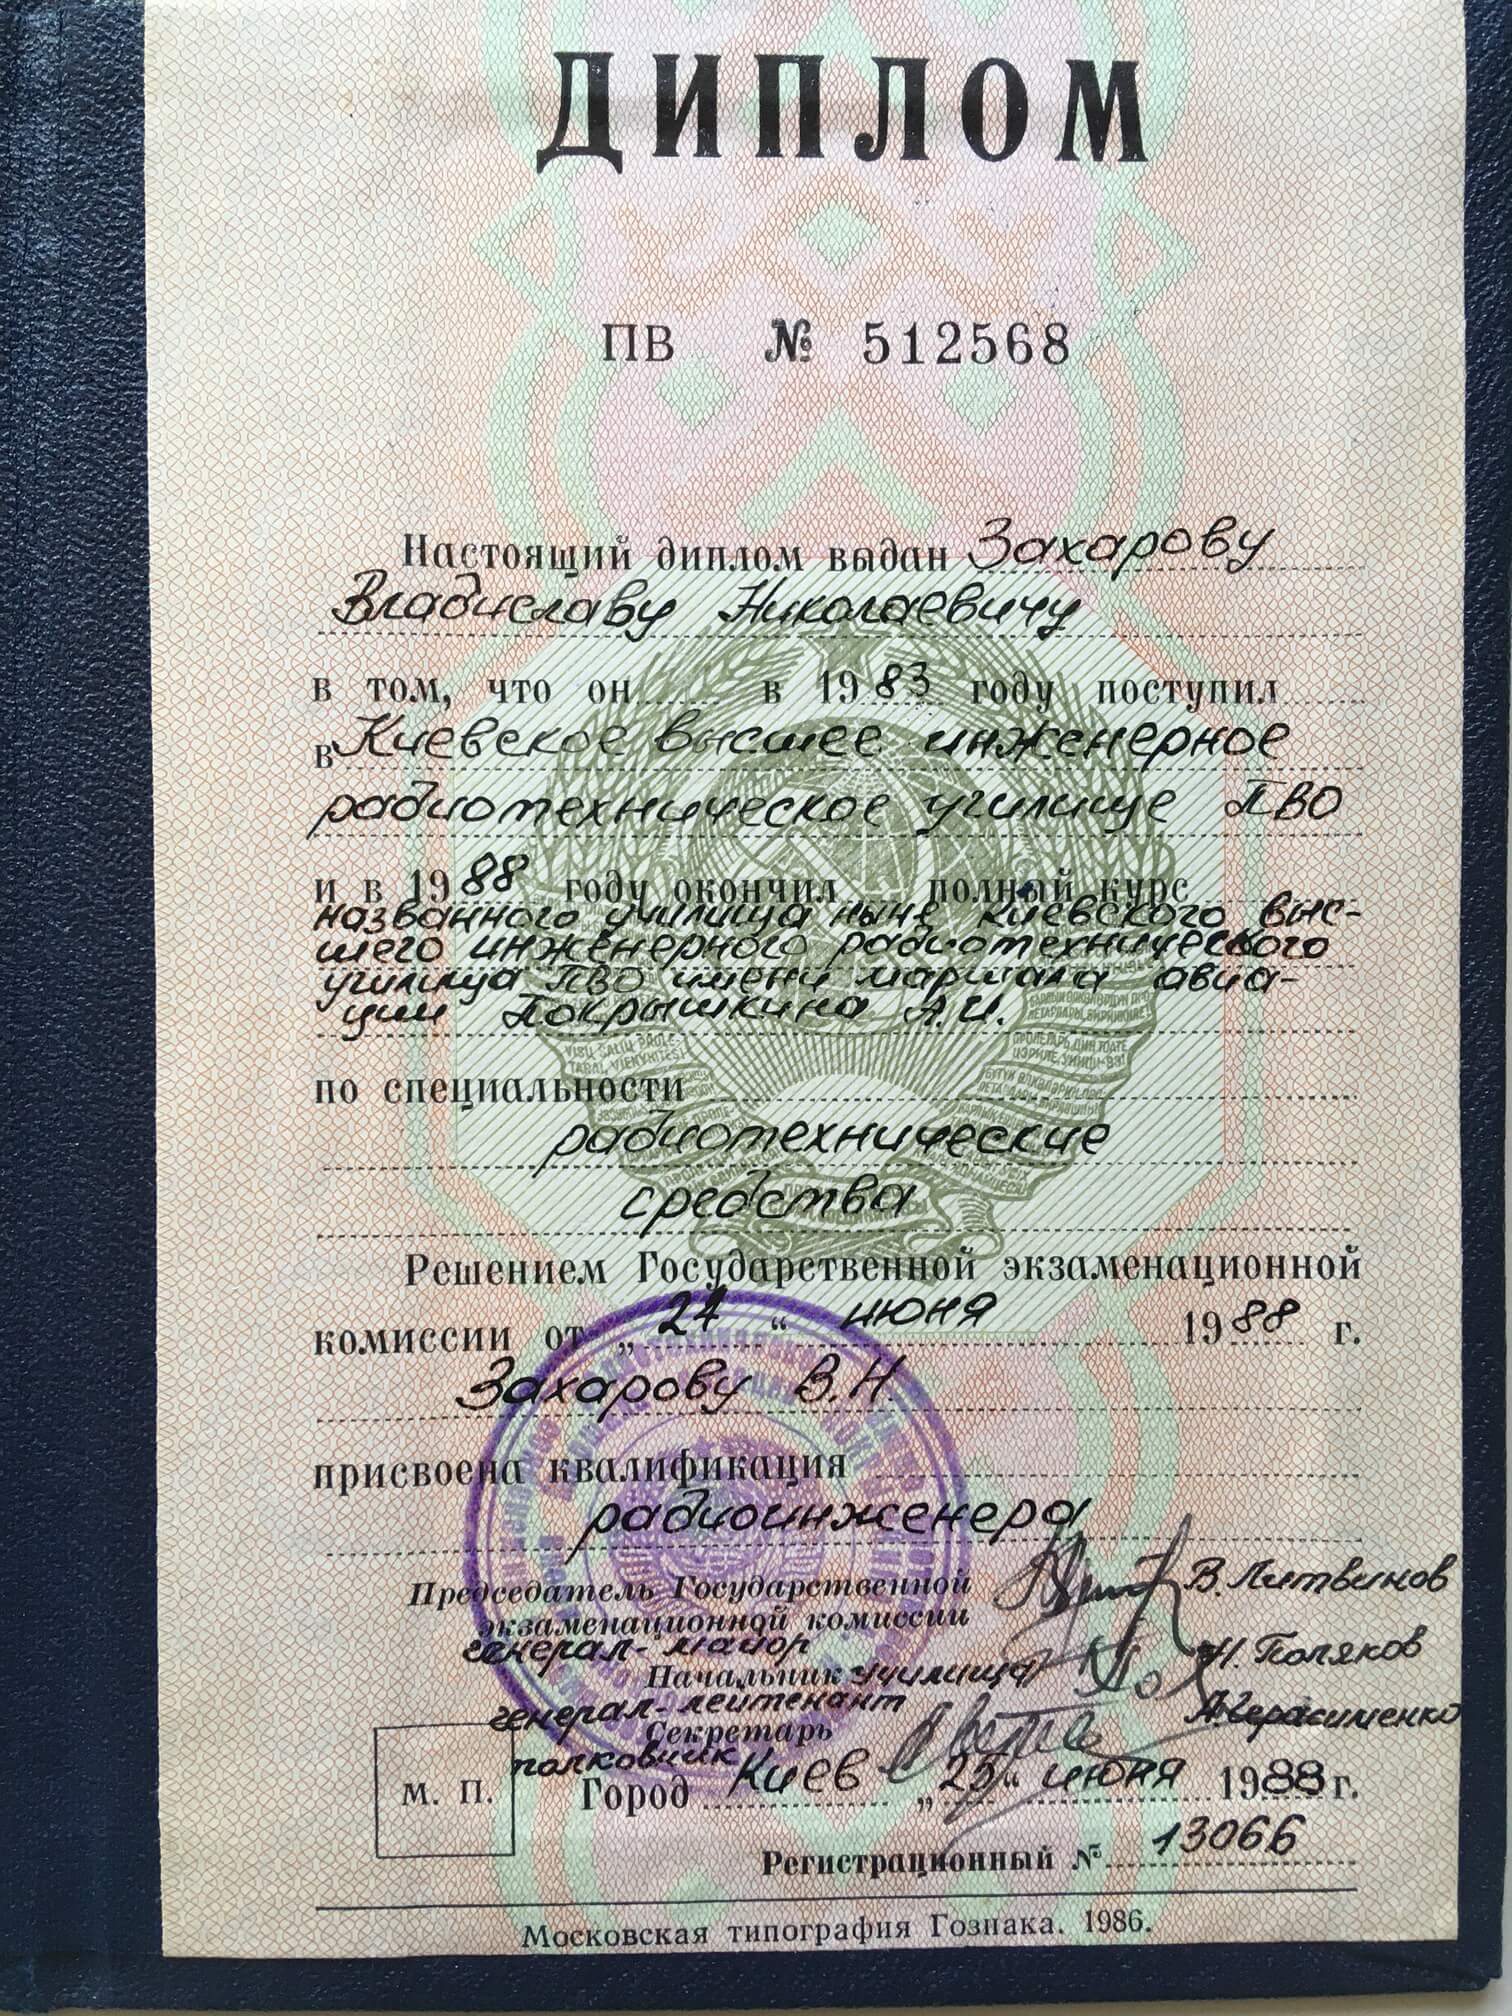 ДИПЛОМ
ПВ № 512568
Настоящий диплом выдан Захарову
Владиславу Николаевичу
в том, что он в 1983 году поступил
в Киевское высшее инженерное
радиотехническое училище ПВО
и в 1988 году окончил полный курс
названного училища ныне Киевского выс-
шего инженерного радиотехнического
училища ПВО имени маршала авиа-
ции Покрышкина А.И.
по специальности
радиотехнические
средства
Решением Государственной экзаменационной
комиссии от „24“ июня 1988 г.
Захарову В.Н.
присвоена квалификация
радиоинженера
Председатель Государственной
экзаменационной комиссии В. Литвинов
генерал-майор
Начальник училища Н. Поляков
генерал-лейтенант
Секретарь А. Герасименко
полковник
М. П. Город Киев „25“ июня 1988 г.
Регистрационный № 13066
Московская типография Гознака. 1986.